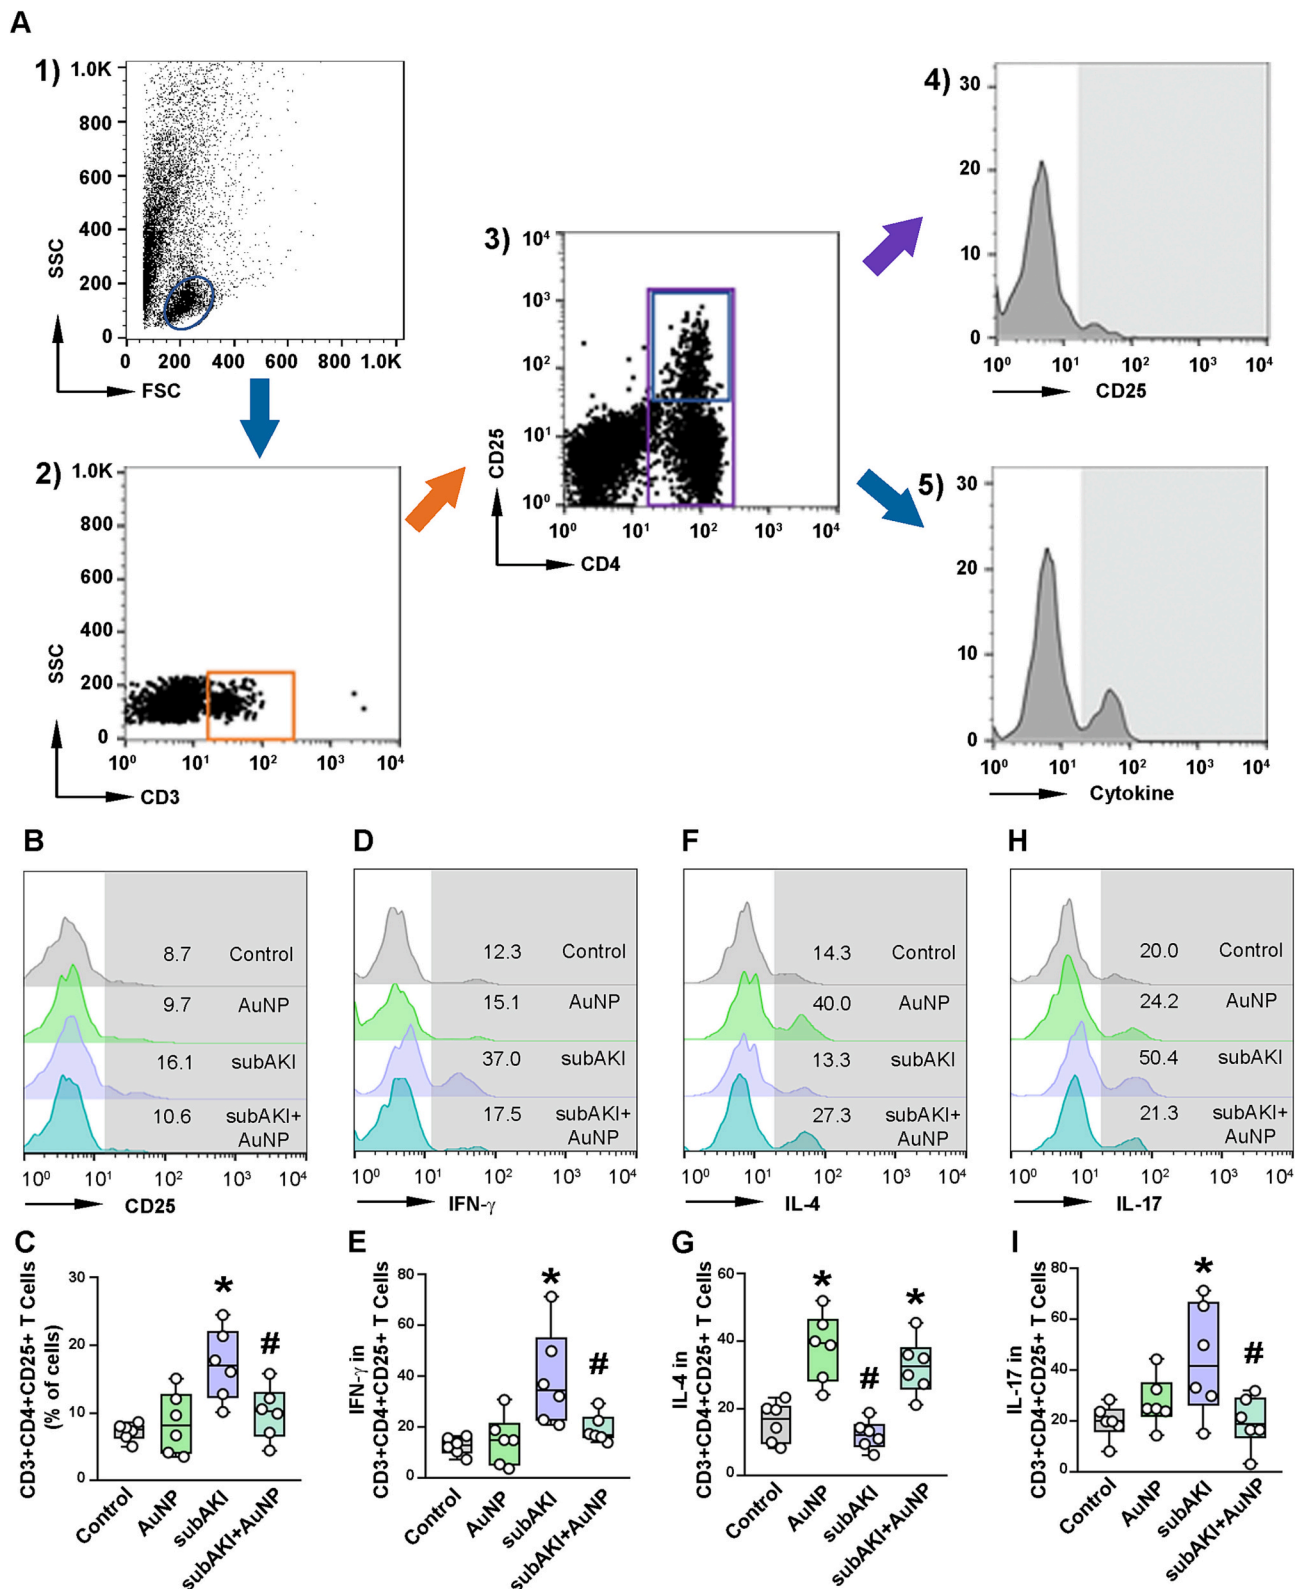 A
1)
1.0K
800
600
400
200
0
SSC
0 200 400 600 800 1.0K
FSC
2)
1.0K
800
600
400
200
0
SSC
10⁰ 10¹ 10² 10³ 10⁴
CD3
3)
10⁴
10³
10²
10¹
10⁰
CD25
10⁰ 10¹ 10² 10³ 10⁴
CD4
4)
30
20
10
0
10⁰ 10¹ 10² 10³ 10⁴
CD25
5)
30
20
10
0
10⁰ 10¹ 10² 10³ 10⁴
Cytokine
B
8.7 Control
9.7 AuNP
16.1 subAKI
10.6 subAKI+
AuNP
10⁰ 10¹ 10² 10³ 10⁴
CD25
D
12.3 Control
15.1 AuNP
37.0 subAKI
17.5 subAKI+
AuNP
10⁰ 10¹ 10² 10³ 10⁴
IFN-γ
F
14.3 Control
40.0 AuNP
13.3 subAKI
27.3 subAKI+
AuNP
10⁰ 10¹ 10² 10³ 10⁴
IL-4
H
20.0 Control
24.2 AuNP
50.4 subAKI
21.3 subAKI+
AuNP
10⁰ 10¹ 10² 10³ 10⁴
IL-17
C
CD3+CD4+CD25+ T Cells
(% of cells)
30
20
10
0
*
#
Control
AuNP
subAKI
subAKI+AuNP
E
IFN-γ in
CD3+CD4+CD25+ T Cells
80
60
40
20
0
*
#
Control
AuNP
subAKI
subAKI+AuNP
G
IL-4 in
CD3+CD4+CD25+ T Cells
60
40
20
0
*
#
*
Control
AuNP
subAKI
subAKI+AuNP
I
IL-17 in
CD3+CD4+CD25+ T Cells
80
60
40
20
0
*
#
Control
AuNP
subAKI
subAKI+AuNP